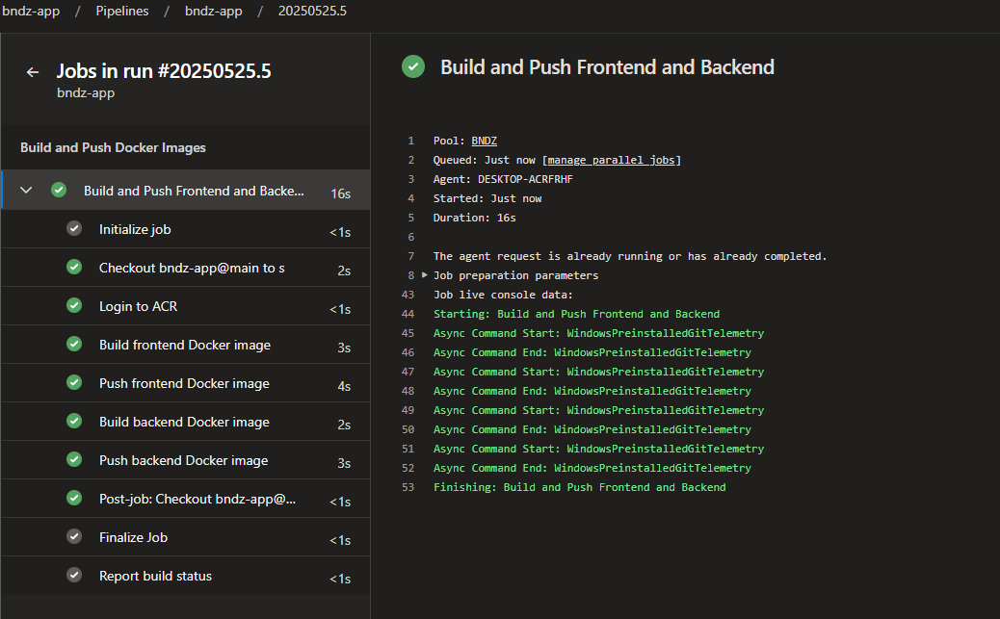 bndz-app / Pipelines / bndz-app / 20250525.5
Jobs in run #20250525.5
bndz-app
Build and Push Docker Images
Build and Push Frontend and Backe... 16s
Initialize job <1s
Checkout bndz-app@main to s 2s
Login to ACR <1s
Build frontend Docker image 3s
Push frontend Docker image 4s
Build backend Docker image 2s
Push backend Docker image 3s
Post-job: Checkout bndz-app@... <1s
Finalize Job <1s
Report build status <1s
Build and Push Frontend and Backend
1 Pool: BNDZ
2 Queued: Just now [manage parallel jobs]
3 Agent: DESKTOP-ACRFRHF
4 Started: Just now
5 Duration: 16s
6
7 The agent request is already running or has already completed.
8 Job preparation parameters
43 Job live console data:
44 Starting: Build and Push Frontend and Backend
45 Async Command Start: WindowsPreinstalledGitTelemetry
46 Async Command End: WindowsPreinstalledGitTelemetry
47 Async Command Start: WindowsPreinstalledGitTelemetry
48 Async Command End: WindowsPreinstalledGitTelemetry
49 Async Command Start: WindowsPreinstalledGitTelemetry
50 Async Command End: WindowsPreinstalledGitTelemetry
51 Async Command Start: WindowsPreinstalledGitTelemetry
52 Async Command End: WindowsPreinstalledGitTelemetry
53 Finishing: Build and Push Frontend and Backend